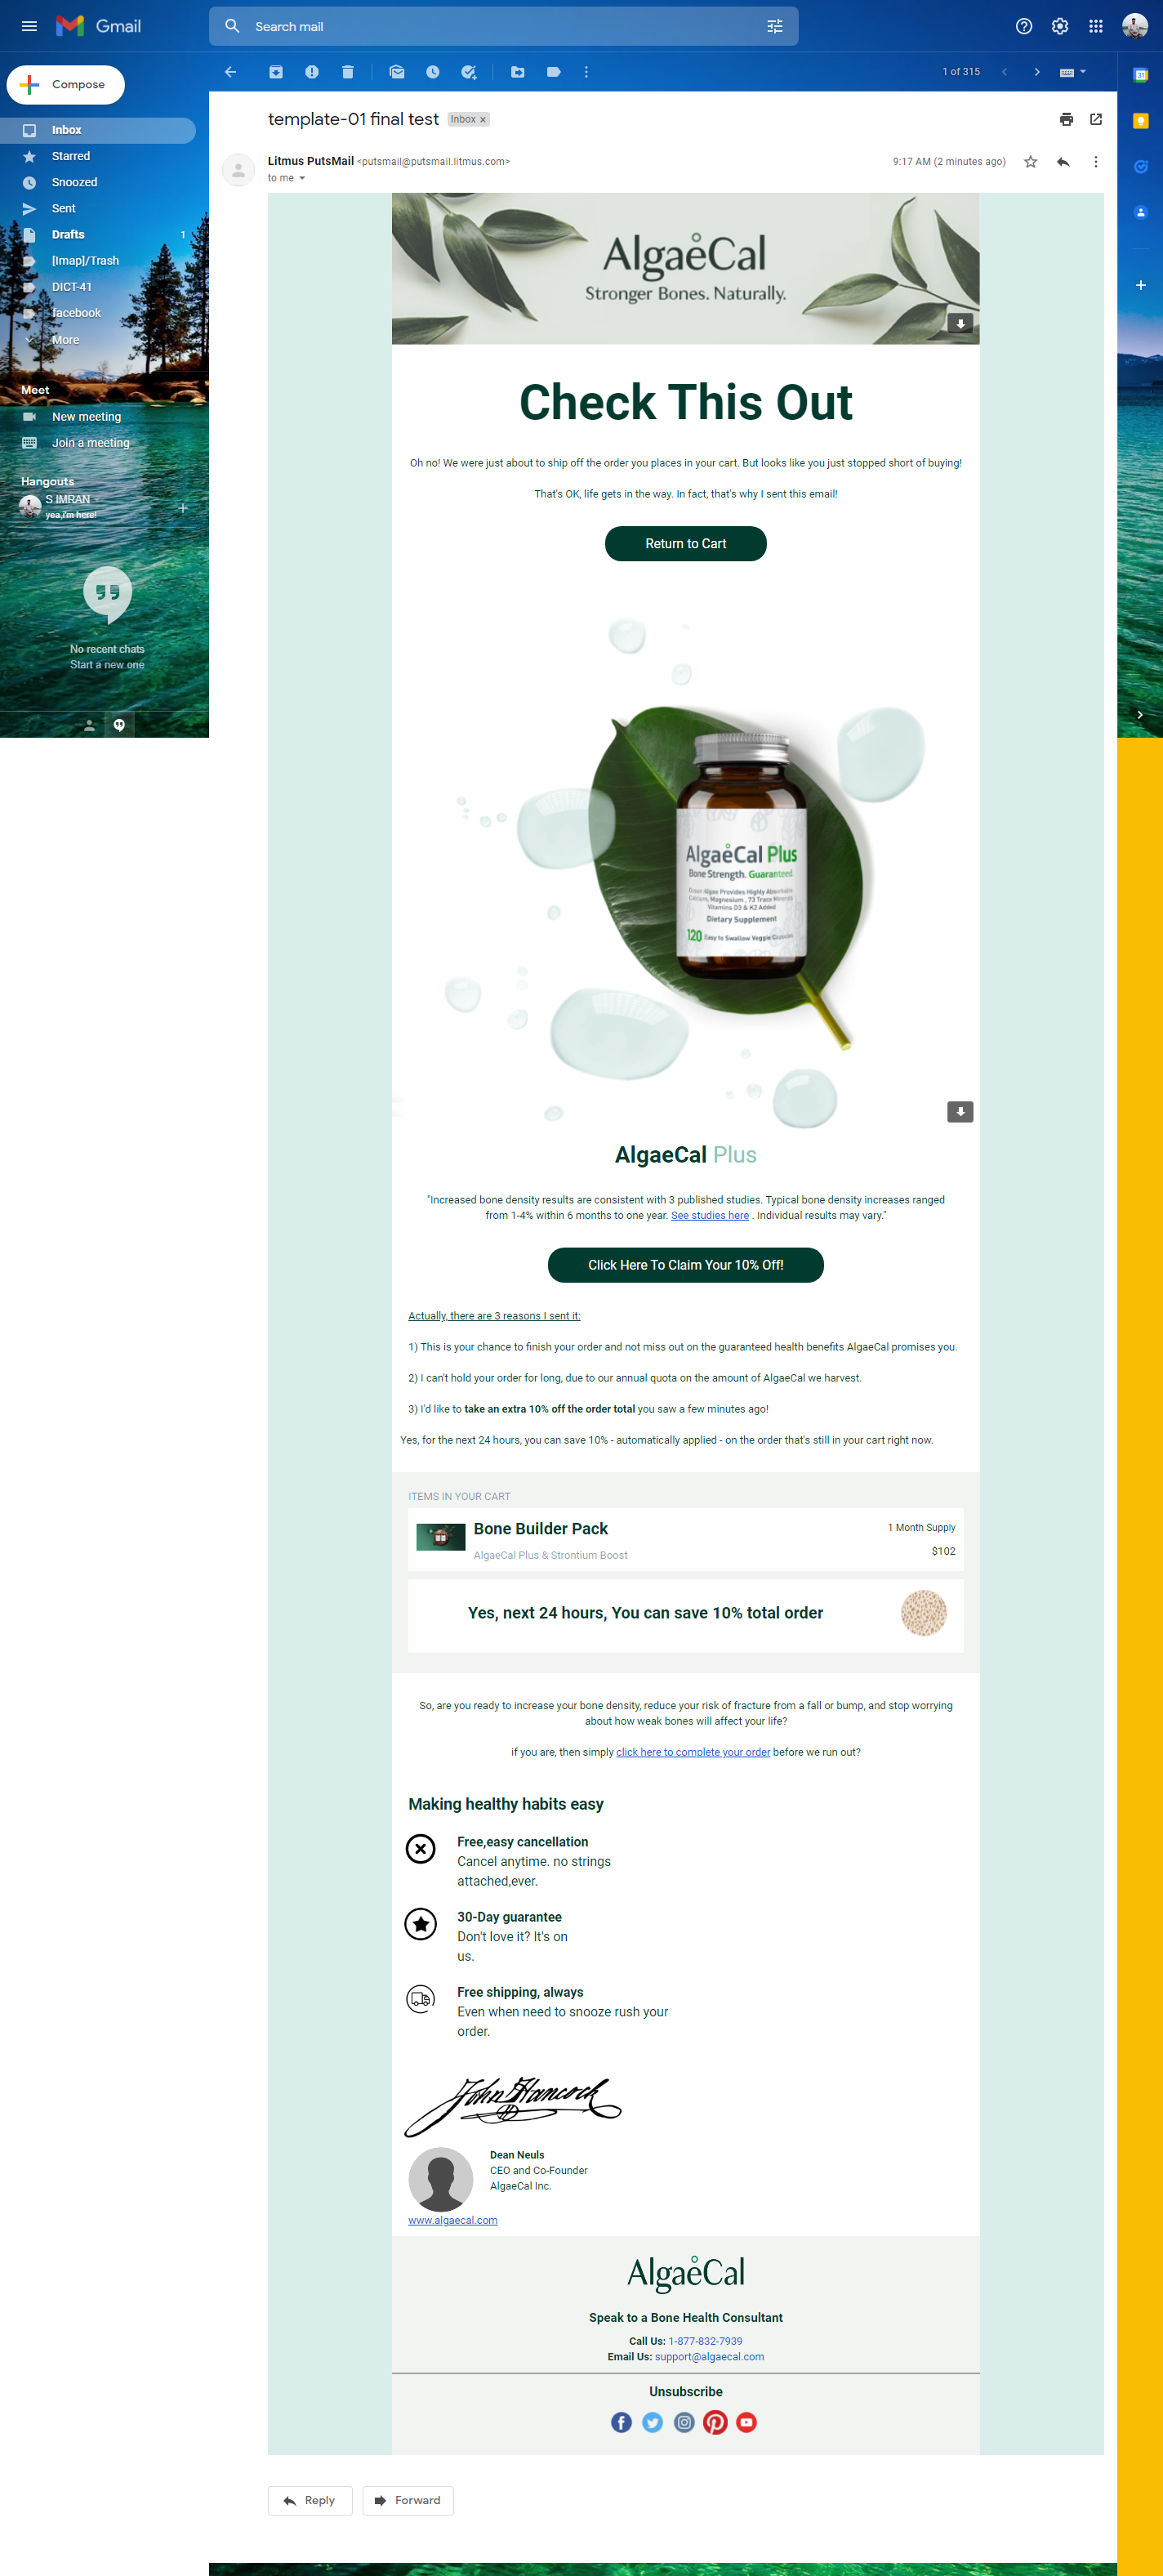 Gmail
Search mail
Compose
1 of 315
Inbox
Starred
Snoozed
Sent
Drafts 1
[Imap]/Trash
DICT-41
facebook
More
Meet
New meeting
Join a meeting
Hangouts
S IMRAN
yea,i'm here!
No recent chats
Start a new one
template-01 final test Inbox x
Litmus PutsMail <putsmail@putsmail.litmus.com> 9:17 AM (2 minutes ago)
to me
AlgaeCal
Stronger Bones. Naturally.
Check This Out
Oh no! We were just about to ship off the order you places in your cart. But looks like you just stopped short of buying!
That's OK, life gets in the way. In fact, that's why I sent this email!
Return to Cart
AlgaeCal Plus
Bone Strength. Guaranteed.
Green Algae Provides Highly Absorbable
Calcium, Magnesium , 73 Trace Minerals
Vitamins D3 & K2 Added
Dietary Supplement
120 Easy to Swallow Veggie Capsules
AlgaeCal Plus
"Increased bone density results are consistent with 3 published studies. Typical bone density increases ranged
from 1-4% within 6 months to one year. See studies here . Individual results may vary."
Click Here To Claim Your 10% Off!
Actually, there are 3 reasons I sent it:
1) This is your chance to finish your order and not miss out on the guaranteed health benefits AlgaeCal promises you.
2) I can't hold your order for long, due to our annual quota on the amount of AlgaeCal we harvest.
3) I'd like to take an extra 10% off the order total you saw a few minutes ago!
Yes, for the next 24 hours, you can save 10% - automatically applied - on the order that's still in your cart right now.
ITEMS IN YOUR CART
Bone Builder Pack 1 Month Supply
AlgaeCal Plus & Strontium Boost $102
Yes, next 24 hours, You can save 10% total order
So, are you ready to increase your bone density, reduce your risk of fracture from a fall or bump, and stop worrying
about how weak bones will affect your life?
if you are, then simply click here to complete your order before we run out?
Making healthy habits easy
Free,easy cancellation
Cancel anytime. no strings
attached,ever.
30-Day guarantee
Don't love it? It's on
us.
Free shipping, always
Even when need to snooze rush your
order.
John Hancock
Dean Neuls
CEO and Co-Founder
AlgaeCal Inc.
www.algaecal.com
AlgaeCal
Speak to a Bone Health Consultant
Call Us: 1-877-832-7939
Email Us: support@algaecal.com
Unsubscribe
Reply Forward